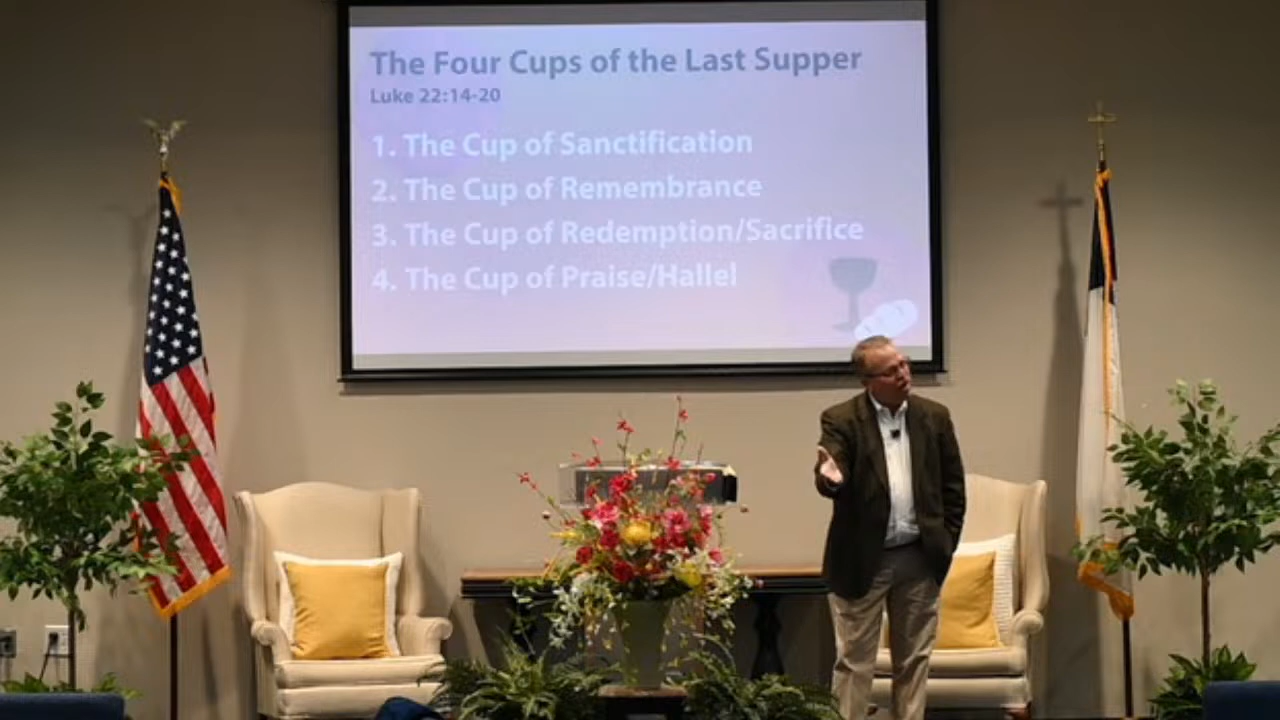 The Four Cups of the Last Supper
Luke 22:14-20
1. The Cup of Sanctification
2. The Cup of Remembrance
3. The Cup of Redemption/Sacrifice
4. The Cup of Praise/Hallel